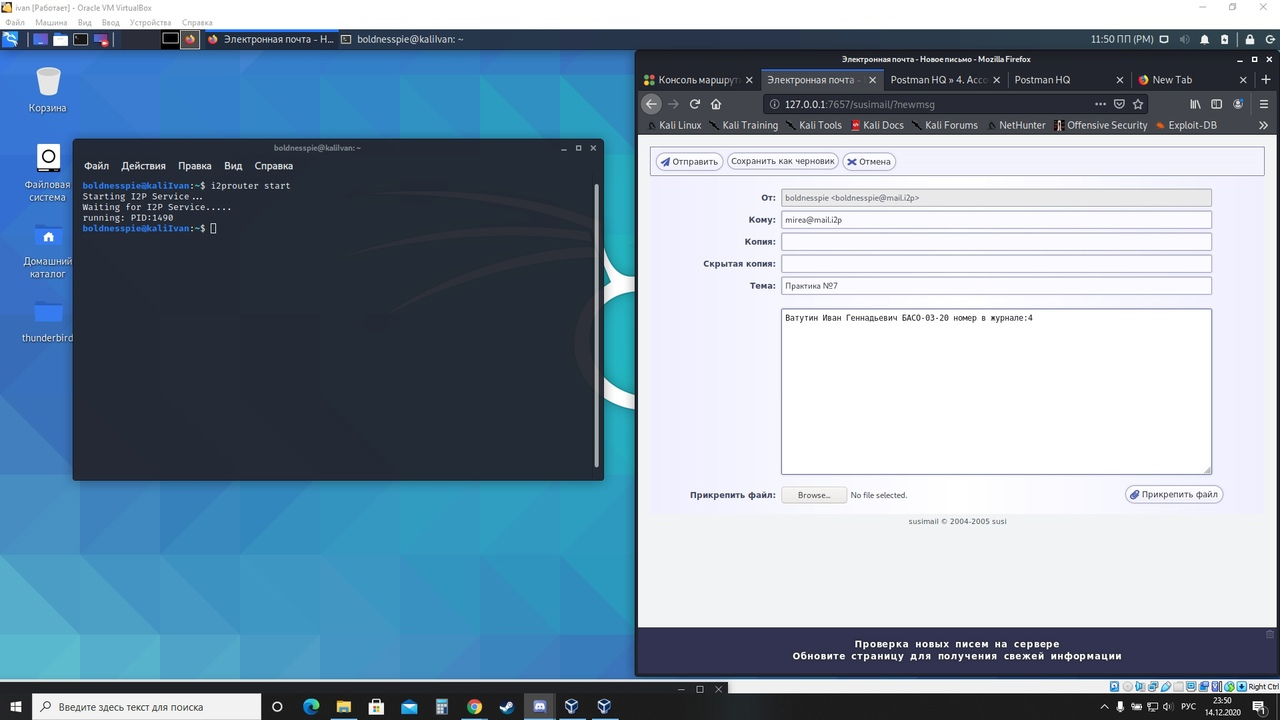 ivan [Работает] - Oracle VM VirtualBox
Файл Машина Вид Ввод Устройства Справка
Электронная почта - Н...
boldnesspie@kaliIvan: ~
11:50 ПП (PM)
Корзина
Файловая система
Домашний каталог
thunderbird
boldnesspie@kaliIvan: ~
Файл Действия Правка Вид Справка
boldnesspie@kaliIvan:~$ i2prouter start
Starting I2P Service...
Waiting for I2P Service.....
running: PID:1490
boldnesspie@kaliIvan:~$
Электронная почта - Новое письмо - Mozilla Firefox
Консоль маршрут
Электронная почта -
Postman HQ » 4. Acco
Postman HQ
New Tab
127.0.0.1:7657/susimail/?newmsg
Kali Linux Kali Training Kali Tools Kali Docs Kali Forums NetHunter Offensive Security Exploit-DB
Отправить Сохранить как черновик Отмена
От: boldnesspie <boldnesspie@mail.i2p>
Кому: mirea@mail.i2p
Копия:
Скрытая копия:
Тема: Практика №7
Ватутин Иван Геннадьевич БАСО-03-20 номер в журнале:4
Прикрепить файл: Browse... No file selected. Прикрепить файл
susimail © 2004-2005 susi
Проверка новых писем на сервере
Обновите страницу для получения свежей информации
Right Ctrl
Введите здесь текст для поиска
РУС
23:50
14.12.2020
1